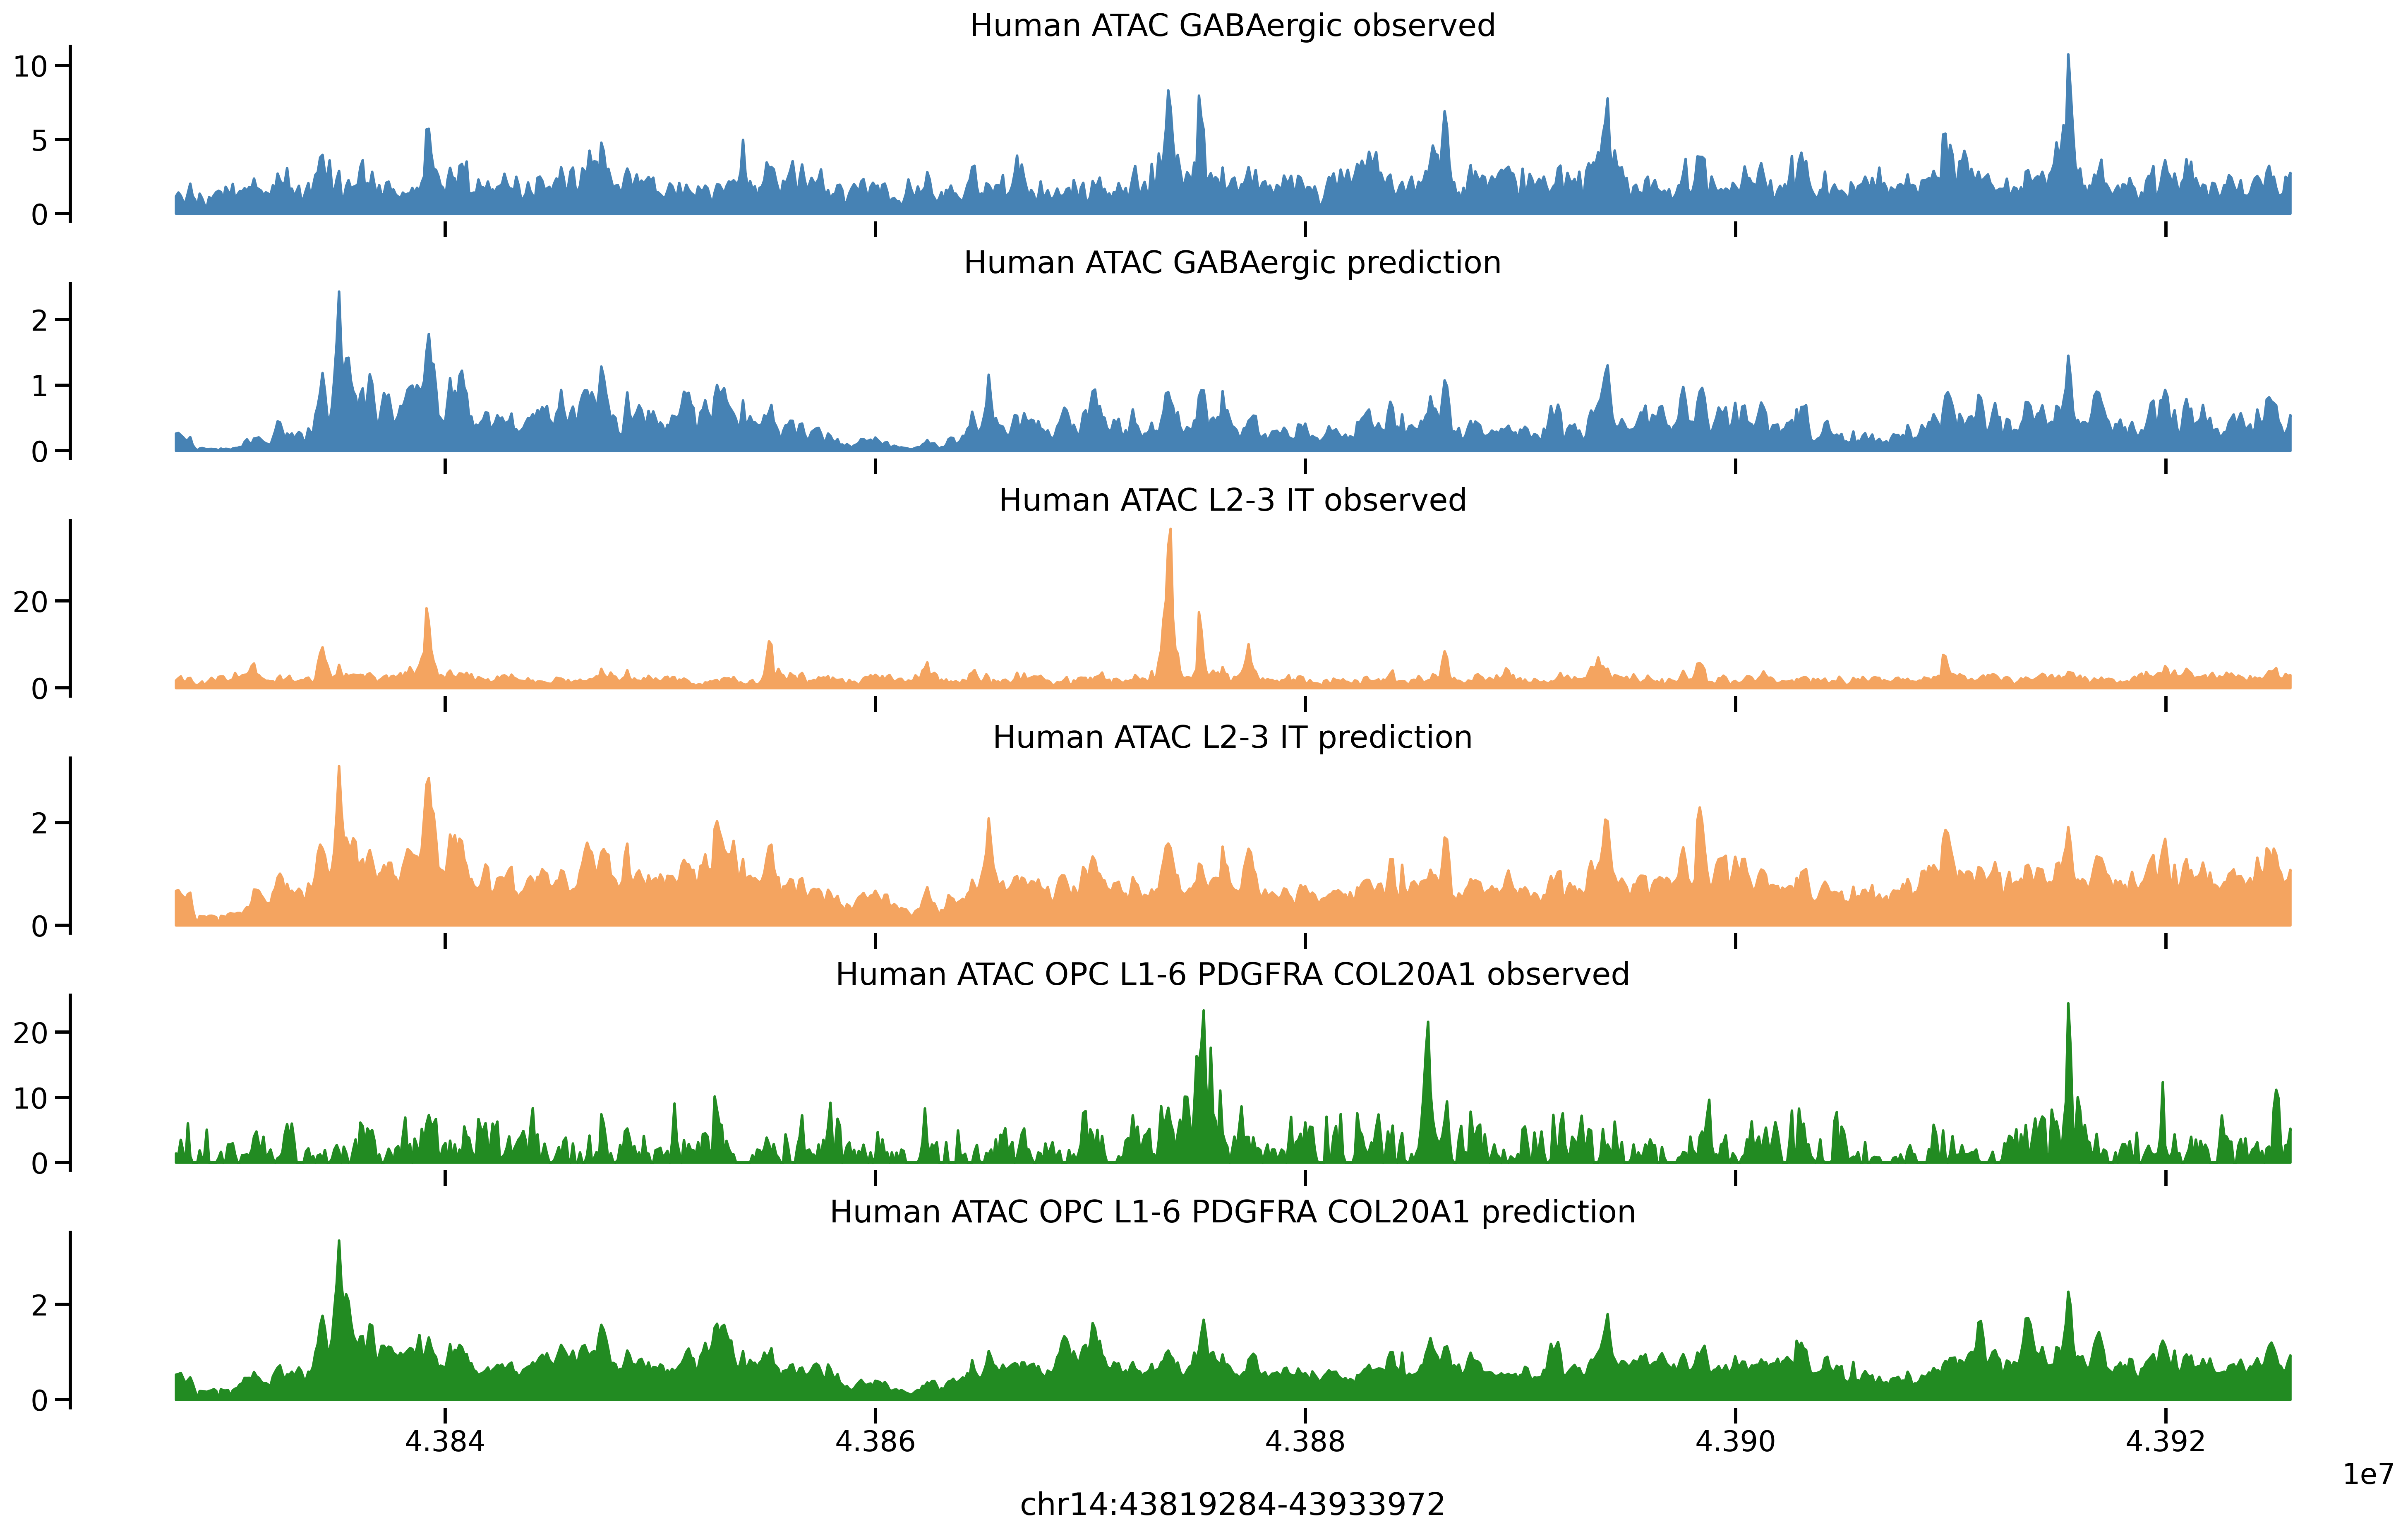 Human ATAC GABAergic observed
10
5
0
Human ATAC GABAergic prediction
2
1
0
Human ATAC L2-3 IT observed
20
0
Human ATAC L2-3 IT prediction
2
0
Human ATAC OPC L1-6 PDGFRA COL20A1 observed
20
10
0
Human ATAC OPC L1-6 PDGFRA COL20A1 prediction
2
0
4.384 4.386 4.388 4.390 4.392
1e7
chr14:43819284-43933972